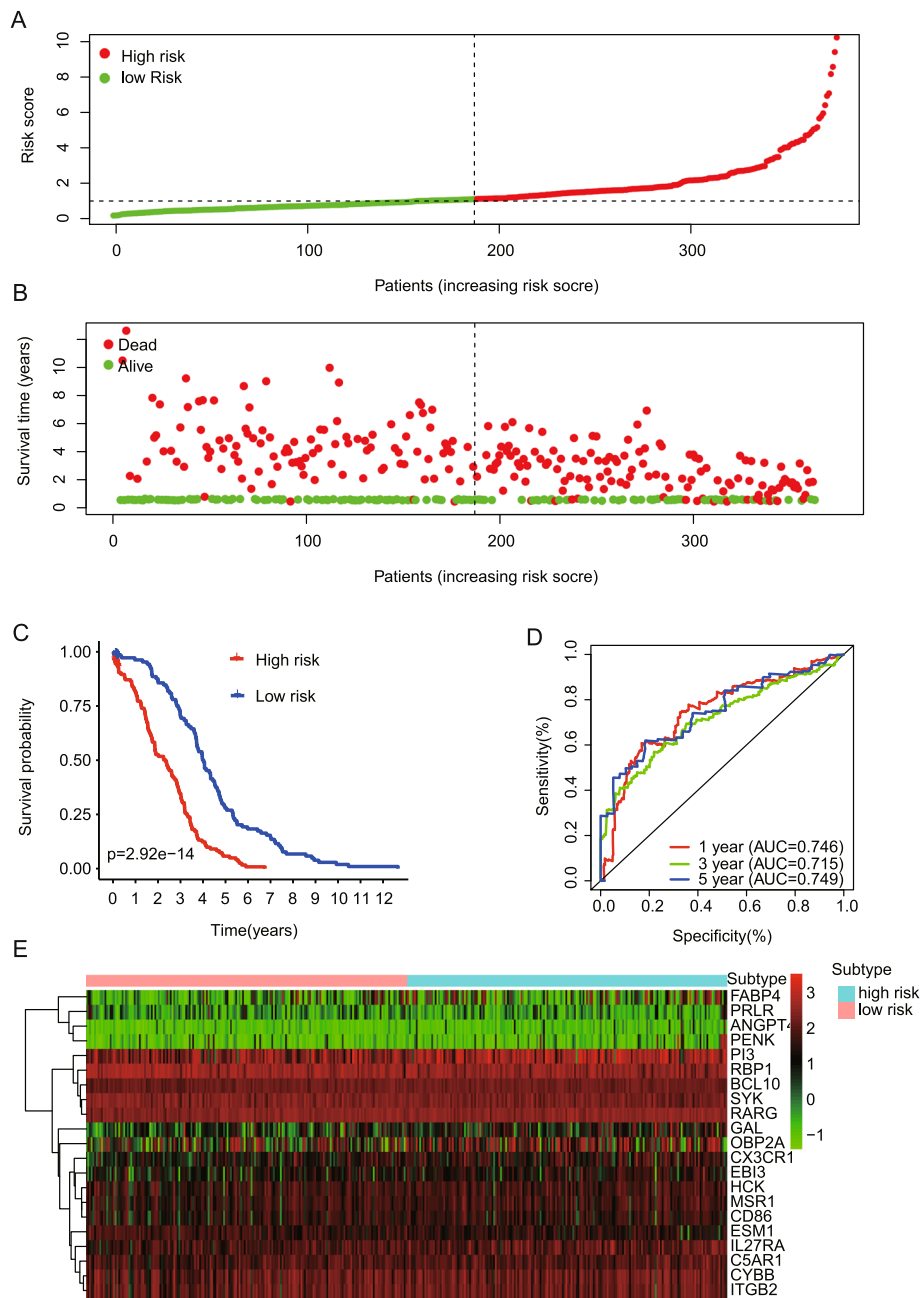 A
10
8
6
4
2
0
Risk score
High risk
low Risk
0 100 200 300
Patients (increasing risk socre)
B
10
8
6
4
2
0
Survival time (years)
Dead
Alive
0 100 200 300
Patients (increasing risk socre)
C
1.00
0.75
0.50
0.25
0.00
Survival probability
High risk
Low risk
p=2.92e−14
0 1 2 3 4 5 6 7 8 9 10 11 12
Time(years)
D
1.0
0.8
0.6
0.4
0.2
0.0
Sensitivity(%)
1 year (AUC=0.746)
3 year (AUC=0.715)
5 year (AUC=0.749)
0.0 0.2 0.4 0.6 0.8 1.0
Specificity(%)
E
Subtype
FABP4
PRLR
ANGPT4
PENK
PI3
RBP1
BCL10
SYK
RARG
GAL
OBP2A
CX3CR1
EBI3
HCK
MSR1
CD86
ESM1
IL27RA
C5AR1
CYBB
ITGB2
3
2
1
0
−1
Subtype
high risk
low risk